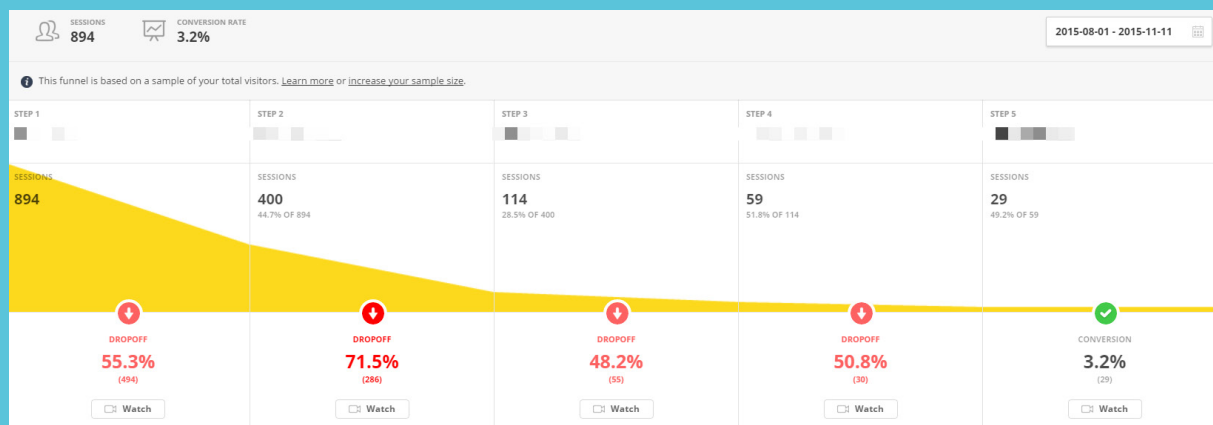 SESSIONS
894
CONVERSION RATE
3.2%
2015-08-01 - 2015-11-11
This funnel is based on a sample of your total visitors. Learn more or increase your sample size.
STEP 1
SESSIONS
894
DROPOFF
55.3%
(494)
Watch
STEP 2
SESSIONS
400
44.7% OF 894
DROPOFF
71.5%
(286)
Watch
STEP 3
SESSIONS
114
28.5% OF 400
DROPOFF
48.2%
(55)
Watch
STEP 4
SESSIONS
59
51.8% OF 114
DROPOFF
50.8%
(30)
Watch
STEP 5
SESSIONS
29
49.2% OF 59
CONVERSION
3.2%
(29)
Watch